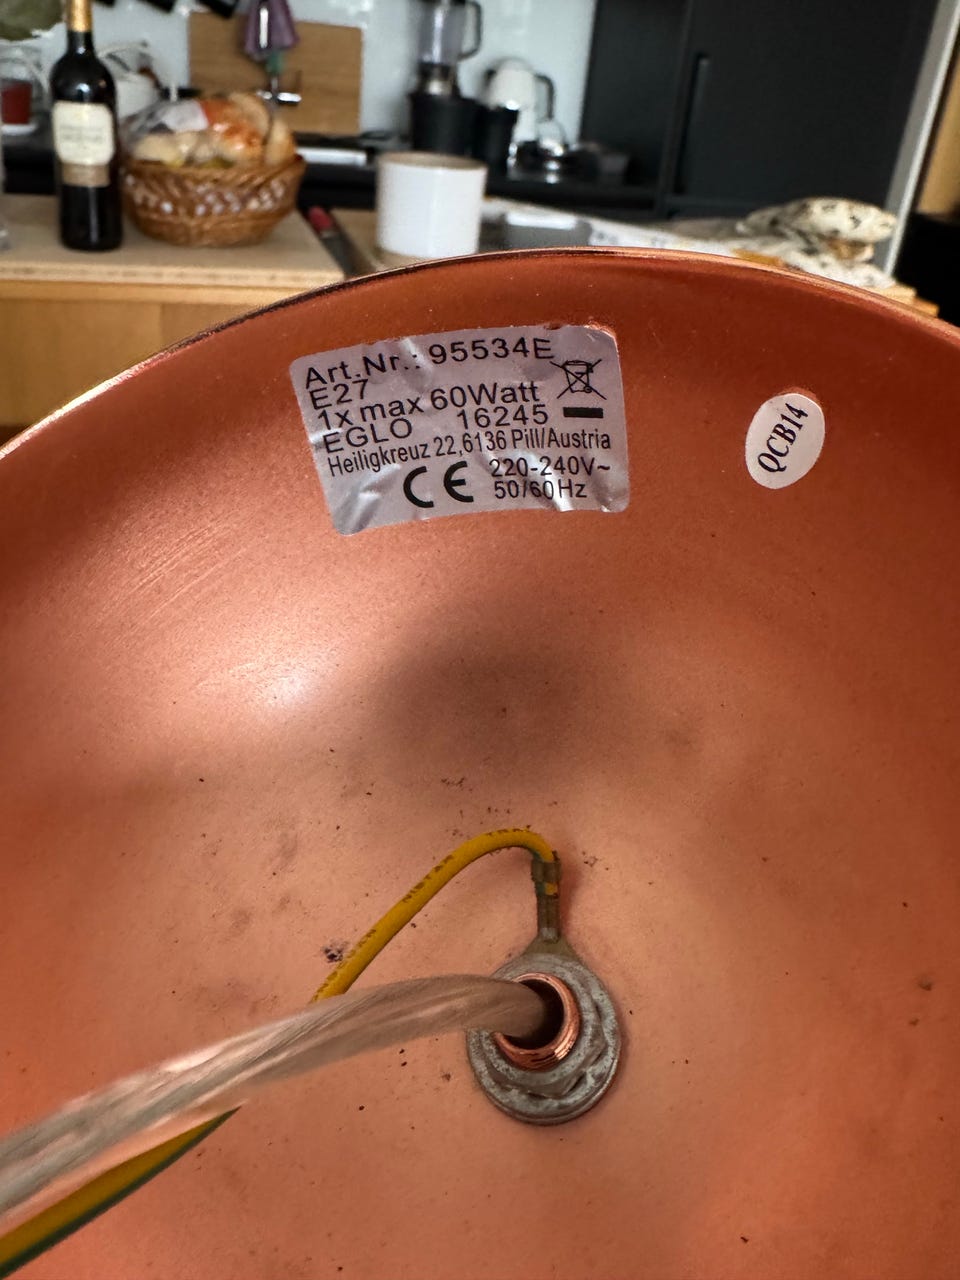 Art.Nr.: 95534E
E27
1x max 60Watt
EGLO 16245
Heiligkreuz 22,6136 Pill/Austria
CE 220-240V~
50/60Hz
QCB14